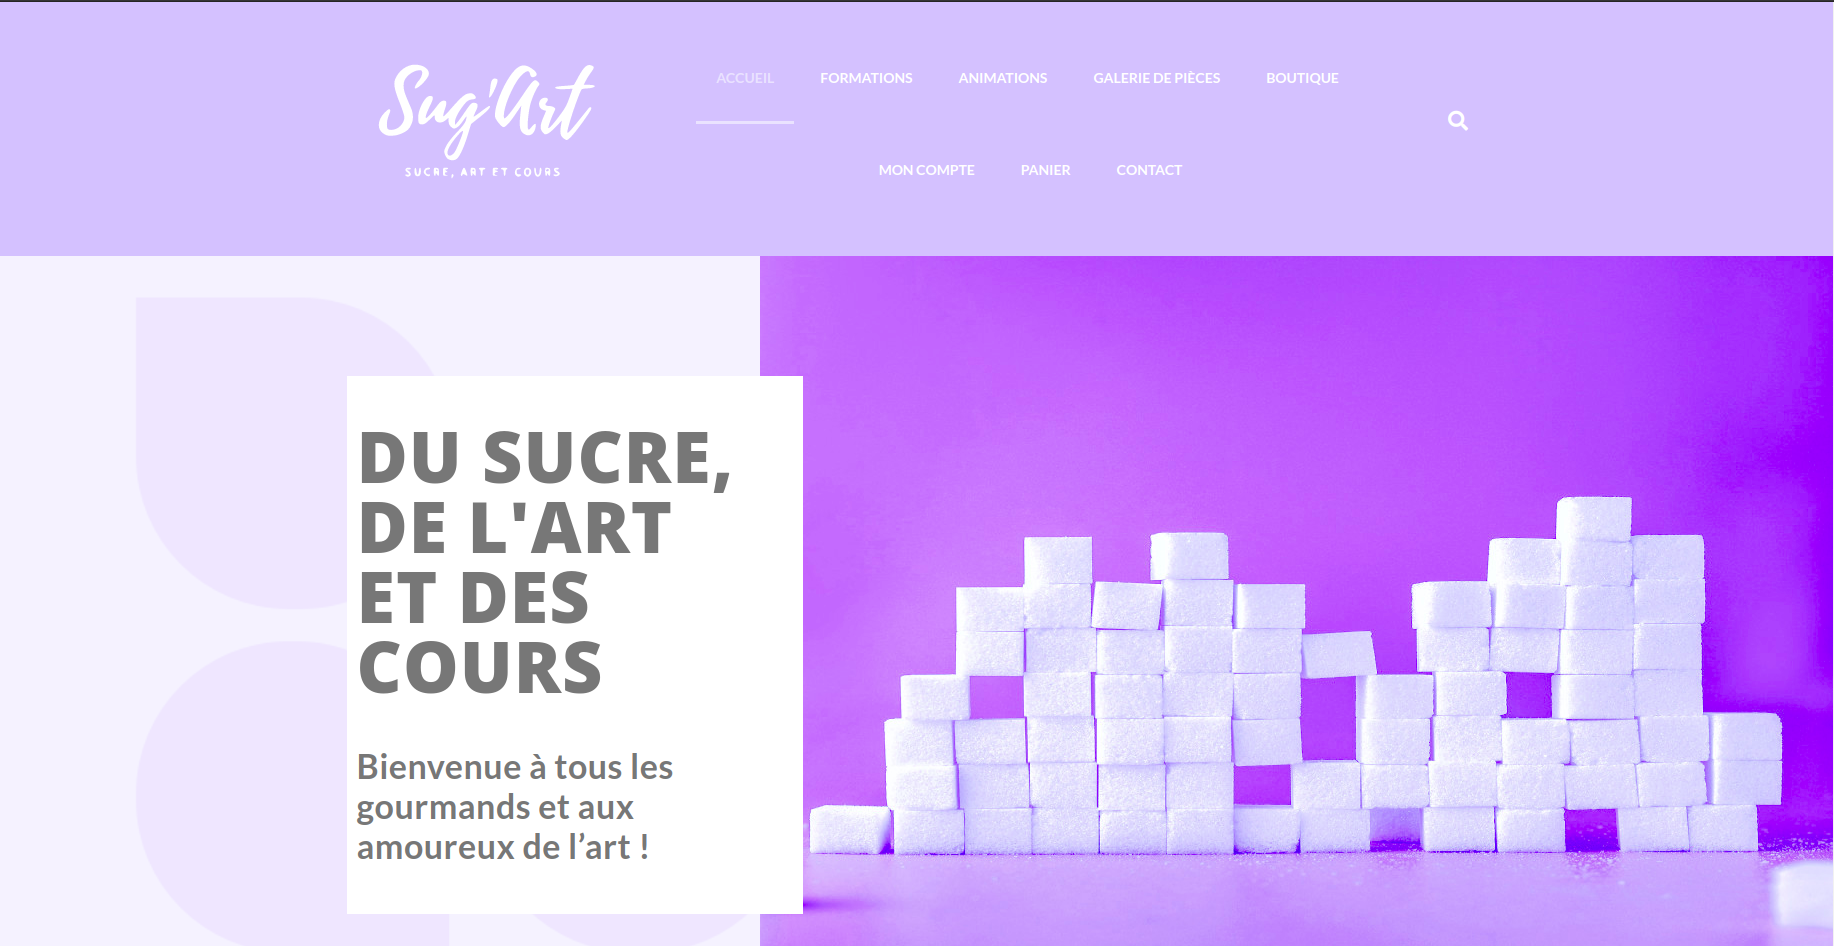 Sug'Art
SUCRE, ART ET COURS
ACCUEIL FORMATIONS ANIMATIONS GALERIE DE PIÈCES BOUTIQUE
MON COMPTE PANIER CONTACT
DU SUCRE,
DE L'ART
ET DES
COURS
Bienvenue à tous les
gourmands et aux
amoureux de l’art !